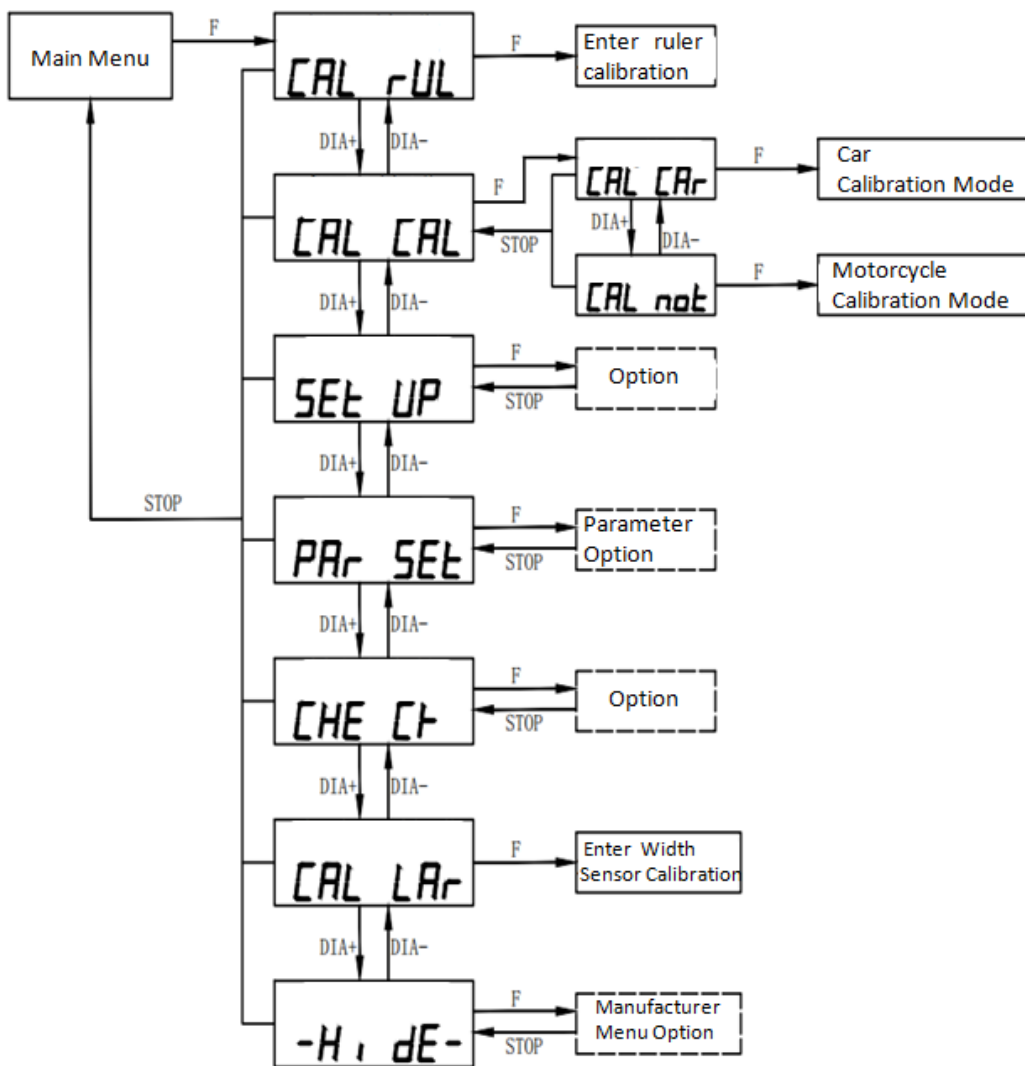 Main Menu
F
CAL rUL
F
Enter ruler
calibration
DIA+
DIA-
CAL CAL
F
STOP
CAL CAr
F
Car
Calibration Mode
DIA+
DIA-
CAL not
F
Motorcycle
Calibration Mode
DIA+
DIA-
SEt UP
F
STOP
Option
DIA+
DIA-
STOP
PAr SEt
F
STOP
Parameter
Option
DIA+
DIA-
CHE Ct
F
STOP
Option
DIA+
DIA-
CAL LAr
F
Enter Width
Sensor Calibration
DIA+
DIA-
-Hi dE-
F
STOP
Manufacturer
Menu Option